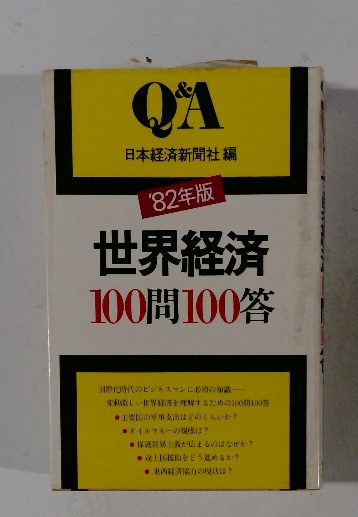 Q&A
日本経済新聞社 編
'82年版
世界経済
100問100答
国際化時代のビジネスマンに必須の知識——
変動激しい世界経済を理解するための100問100答
●主要国の軍事支出はどのくらいか？
●オイルマネーの規模は？
●保護貿易主義が広まるのはなぜか？
●途上国援助をどう進めるか？
●東西経済協力の現状は？